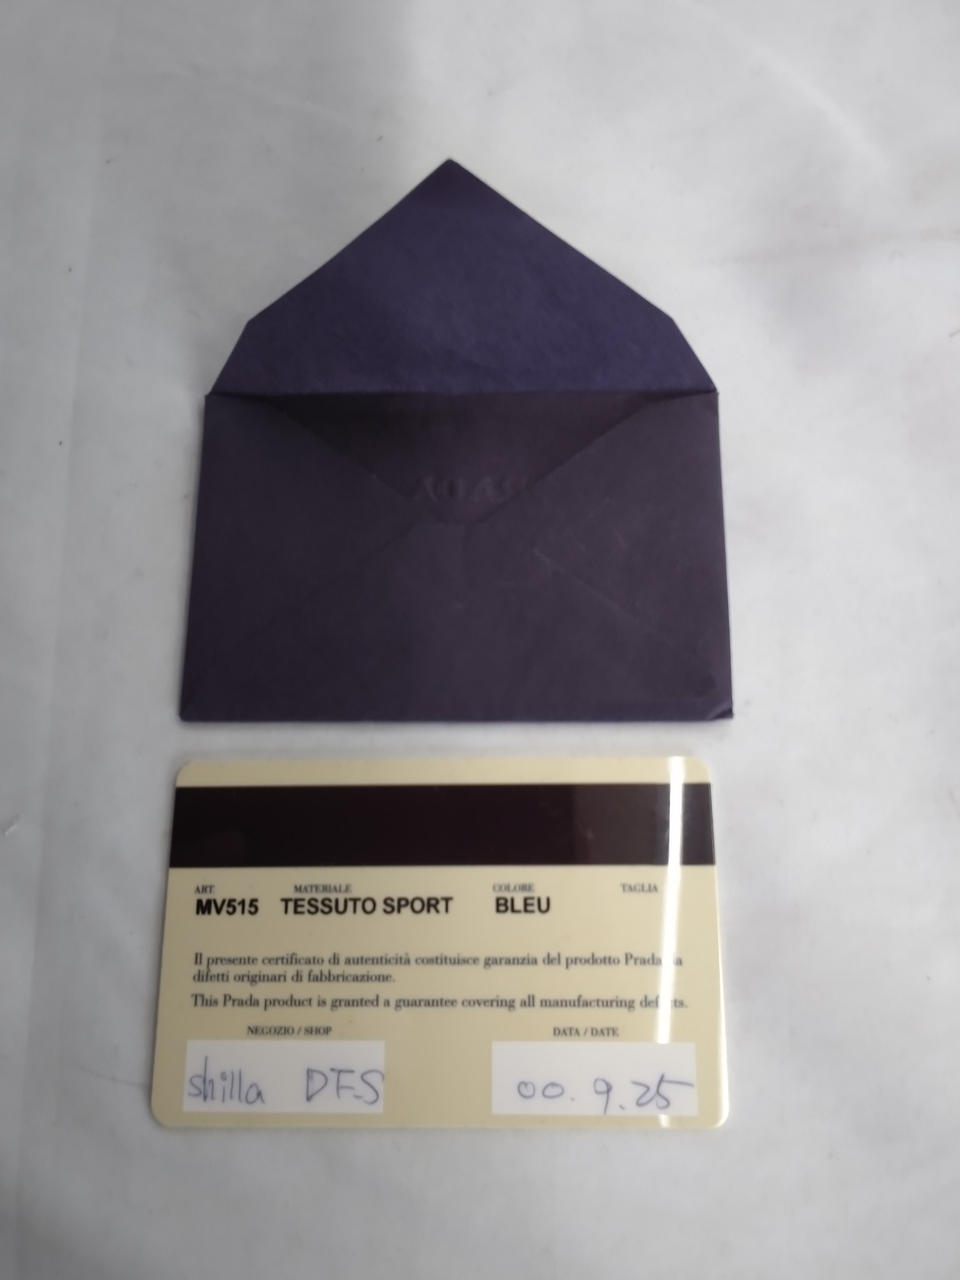 ART. MATERIALE COLORE TAGLIA
MV515 TESSUTO SPORT BLEU
Il presente certificato di autenticità costituisce garanzia del prodotto Prada da
difetti originari di fabbricazione.
This Prada product is granted a guarantee covering all manufacturing defects.
NEGOZIO / SHOP DATA / DATE
shilla DFS 00. 9. 25